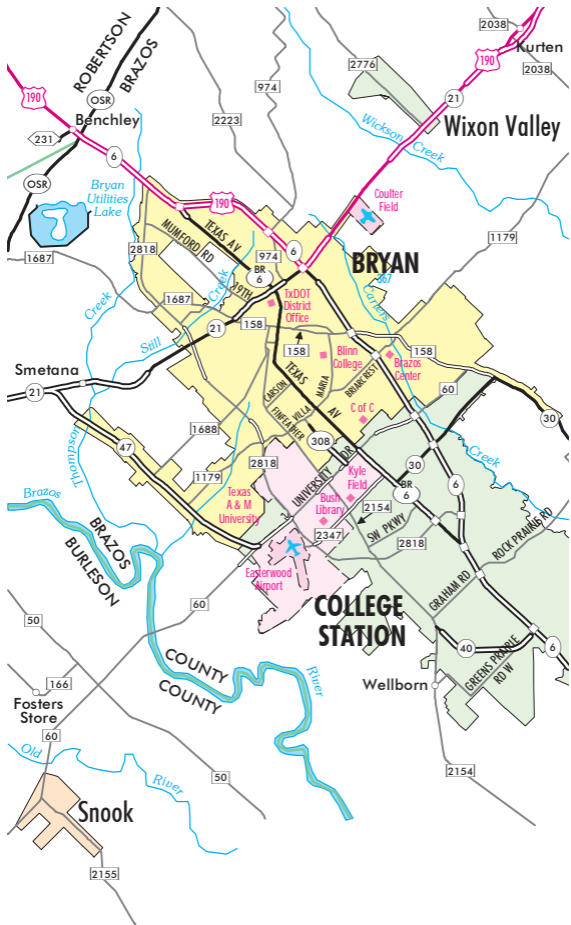 2038
Kurten
190
2038
ROBERTSON
BRAZOS
2776
974
190
OSR
21
Benchley
2223
Wixon Valley
231
6
Wickson Creek
OSR
Bryan
Utilities
Lake
190
Coulter
Field
TEXAS AV
MUMFORD RD
2818
6
1179
974
BRYAN
1687
BR
6
367
19TH
Creek
Creek
1687
TxDOT
District
Office
Carters
21
158
Still
158
Blinn
College
Brazos
Center
158
Smetana
TEXAS
AV
MARIA
BRIARCREST
60
21
CARSON
VILLA
C of C
30
FINFEATHER
47
1688
308
Creek
Thompson
1179
2818
UNIVERSITY
DR
Kyle
Field
30
BR
6
6
Brazos
Texas
A & M
University
Bush
Library
2154
BRAZOS
BURLESON
2347
SW PKWY
2818
ROCK PRAIRIE RD
Easterwood
Airport
60
COLLEGE
STATION
GRAHAM RD
50
COUNTY
COUNTY
River
40
6
GREENS PRAIRIE
RD W
Wellborn
166
Fosters
Store
60
Old
River
50
2154
Snook
2155